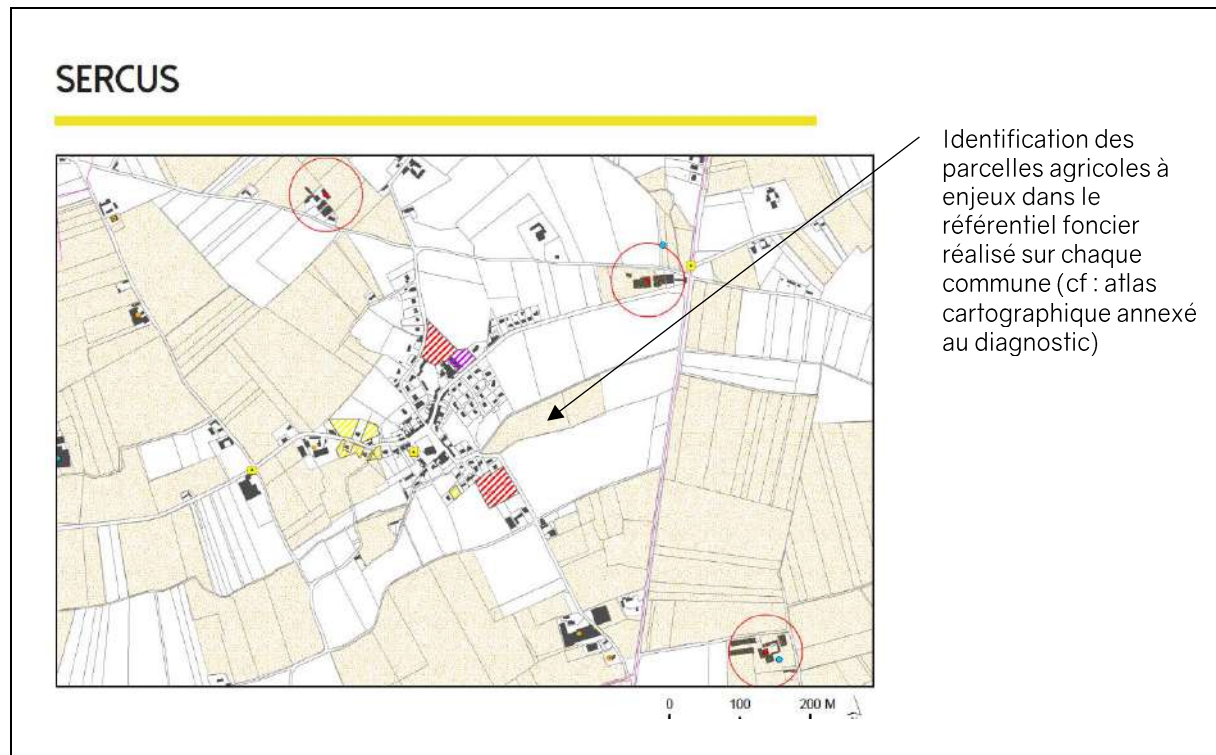 SERCUS
Identification des
parcelles agricoles à
enjeux dans le
référentiel foncier
réalisé sur chaque
commune (cf : atlas
cartographique annexé
au diagnostic)
0 100 200 M